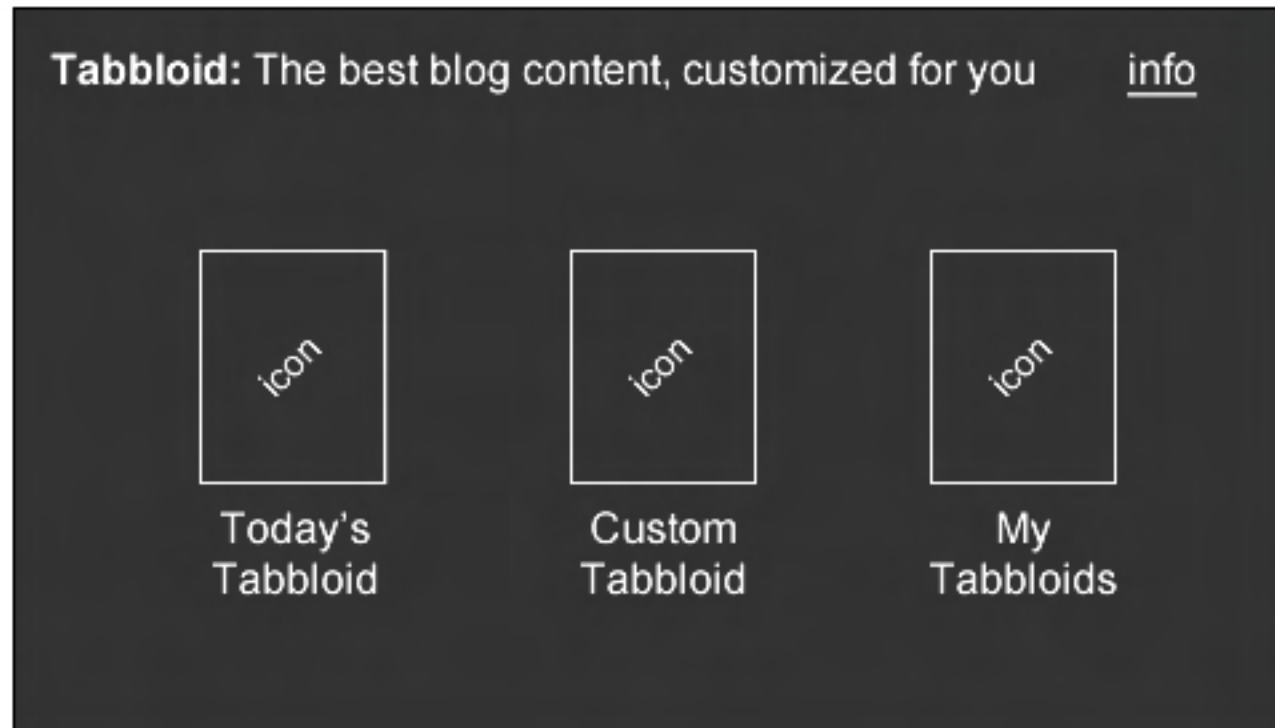 Tabbloid: The best blog content, customized for you info
icon icon icon
Today's Custom My
Tabbloid Tabbloid Tabbloids